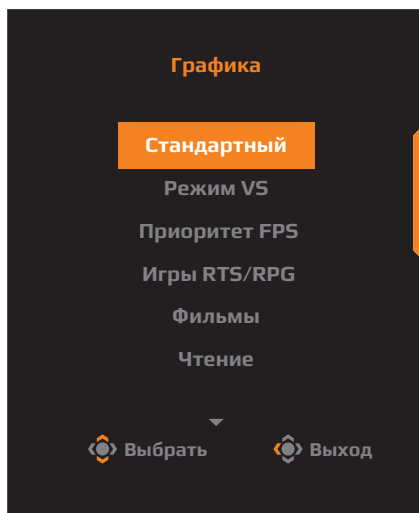 Графика
Стандартный
Режим VS
Приоритет FPS
Игры RTS/RPG
Фильмы
Чтение
Выбрать Выход